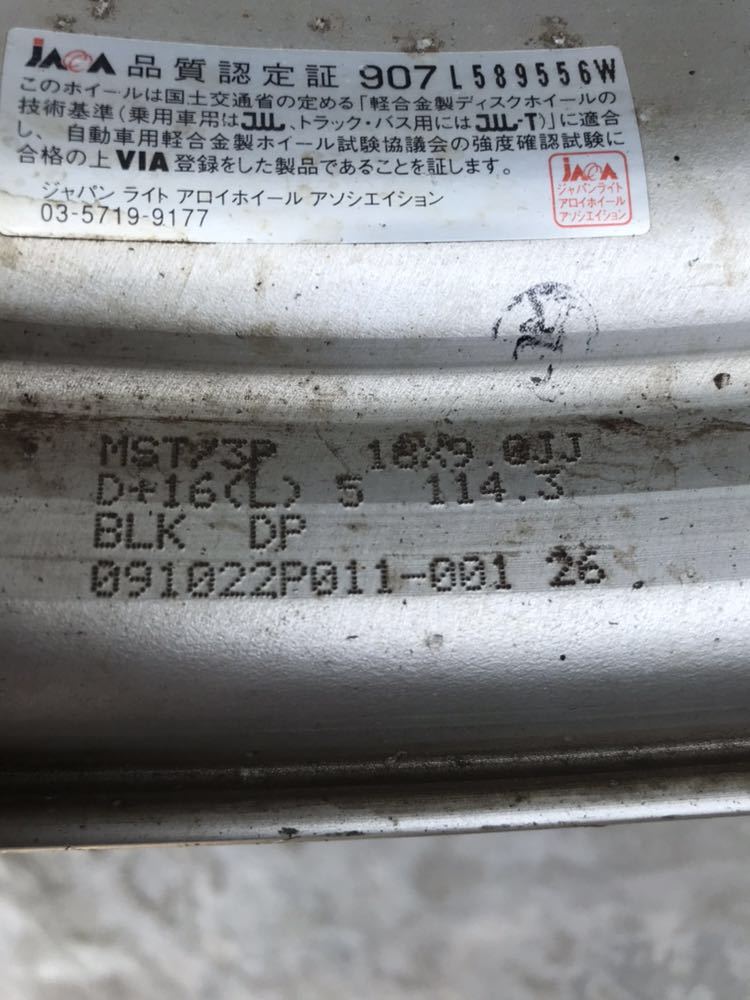 JAWA 品質認定証 907 L589556W
このホイールは国土交通省の定める「軽合金製ディスクホイールの
技術基準(乗用車用はJWL、トラック・バス用にはJWL-T)」に適合
し、自動車用軽合金製ホイール試験協議会の強度確認試験に
合格の上VIA登録をした製品であることを証します。
ジャパン ライト アロイホイール アソシエイション
03-5719-9177
JAWA
ジャパンライト
アロイホイール
アソシエイション
MST/3P 18X9.0JJ
D+16(L) 5 114.3
BLK DP
091022P011-001 26